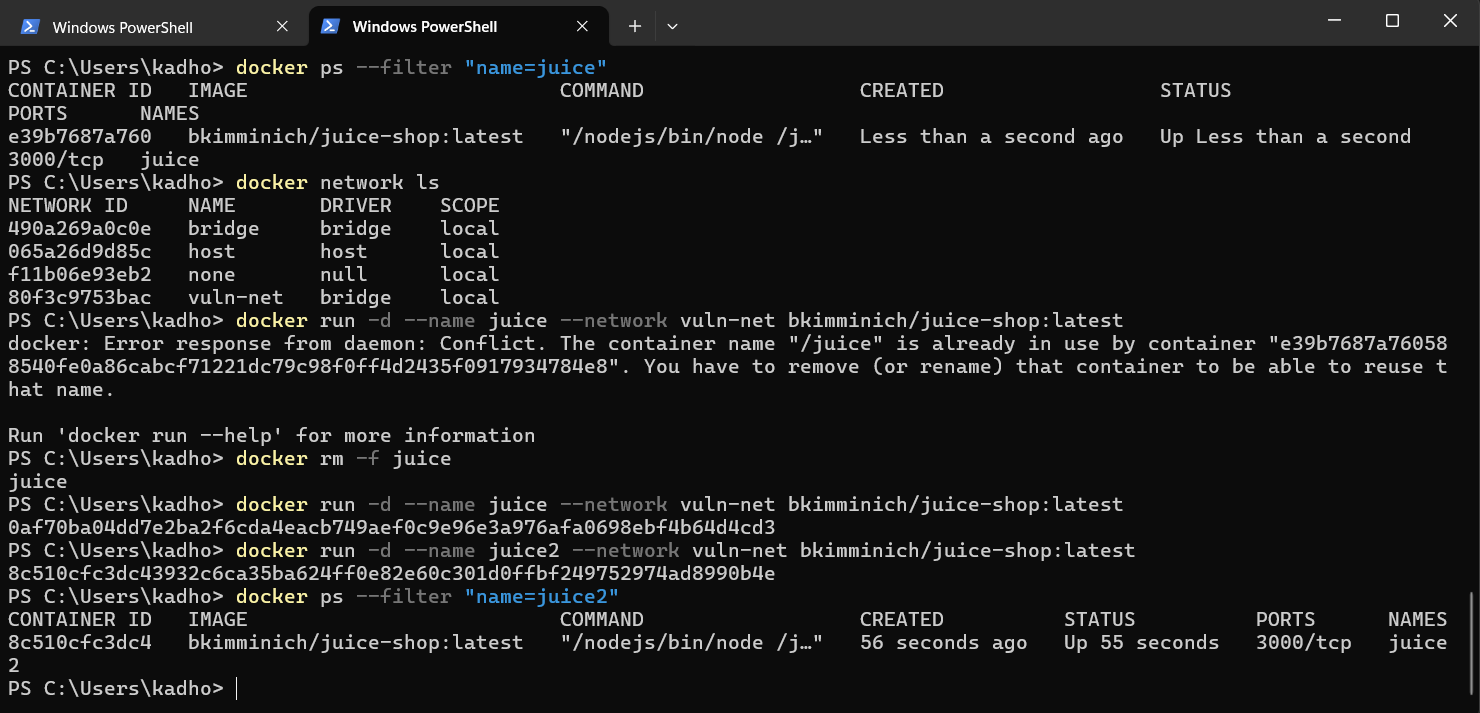 Windows PowerShell
Windows PowerShell
PS C:\Users\kadho> docker ps --filter "name=juice"
CONTAINER ID   IMAGE                          COMMAND                  CREATED                  STATUS
PORTS      NAMES
e39b7687a760   bkimminich/juice-shop:latest   "/nodejs/bin/node /j…"   Less than a second ago   Up Less than a second
3000/tcp   juice
PS C:\Users\kadho> docker network ls
NETWORK ID     NAME       DRIVER    SCOPE
490a269a0c0e   bridge     bridge    local
065a26d9d85c   host       host      local
f11b06e93eb2   none       null      local
80f3c9753bac   vuln-net   bridge    local
PS C:\Users\kadho> docker run -d --name juice --network vuln-net bkimminich/juice-shop:latest
docker: Error response from daemon: Conflict. The container name "/juice" is already in use by container "e39b7687a76058
8540fe0a86cabcf71221dc79c98f0ff4d2435f0917934784e8". You have to remove (or rename) that container to be able to reuse t
hat name.

Run 'docker run --help' for more information
PS C:\Users\kadho> docker rm -f juice
juice
PS C:\Users\kadho> docker run -d --name juice --network vuln-net bkimminich/juice-shop:latest
0af70ba04dd7e2ba2f6cda4eacb749aef0c9e96e3a976afa0698ebf4b64d4cd3
PS C:\Users\kadho> docker run -d --name juice2 --network vuln-net bkimminich/juice-shop:latest
8c510cfc3dc43932c6ca35ba624ff0e82e60c301d0ffbf249752974ad8990b4e
PS C:\Users\kadho> docker ps --filter "name=juice2"
CONTAINER ID   IMAGE                          COMMAND                  CREATED          STATUS          PORTS      NAMES
8c510cfc3dc4   bkimminich/juice-shop:latest   "/nodejs/bin/node /j…"   56 seconds ago   Up 55 seconds   3000/tcp   juice
2
PS C:\Users\kadho>